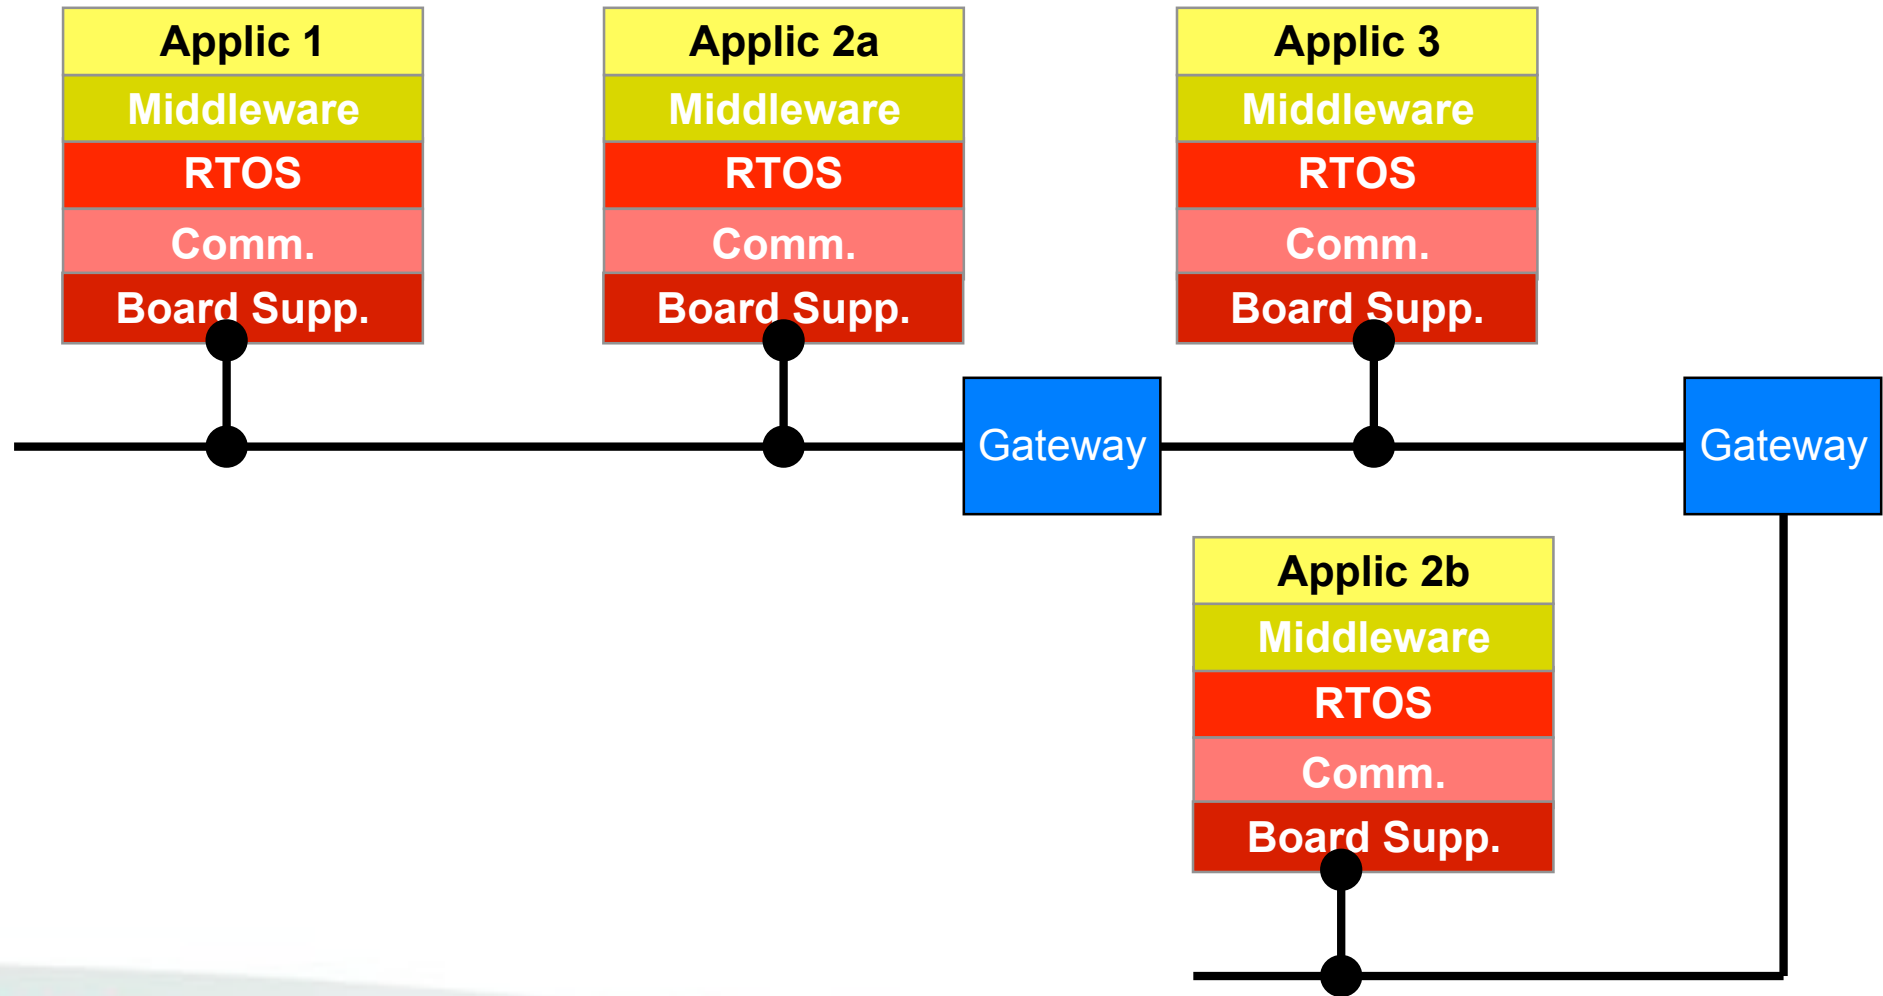 Applic 1
Middleware
RTOS
Comm.
Board Supp.
Applic 2a
Middleware
RTOS
Comm.
Board Supp.
Applic 3
Middleware
RTOS
Comm.
Board Supp.
Gateway
Gateway
Applic 2b
Middleware
RTOS
Comm.
Board Supp.